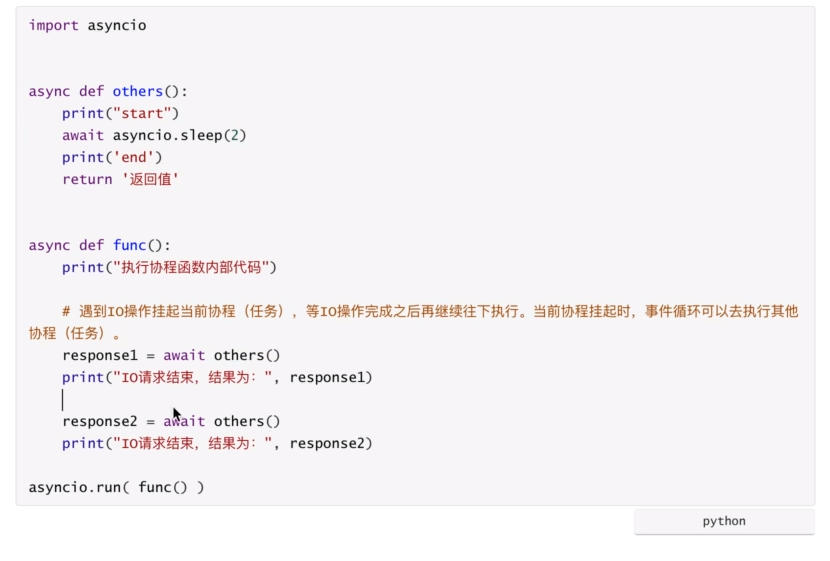 import asyncio
async def others():
    print("start")
    await asyncio.sleep(2)
    print('end')
    return '返回值'
async def func():
    print("执行协程函数内部代码")
    # 遇到IO操作挂起当前协程（任务），等IO操作完成之后再继续往下执行。当前协程挂起时，事件循环可以去执行其他
协程（任务）。
    response1 = await others()
    print("IO请求结束，结果为：", response1)
    response2 = await others()
    print("IO请求结束，结果为：", response2)
asyncio.run( func() )
python